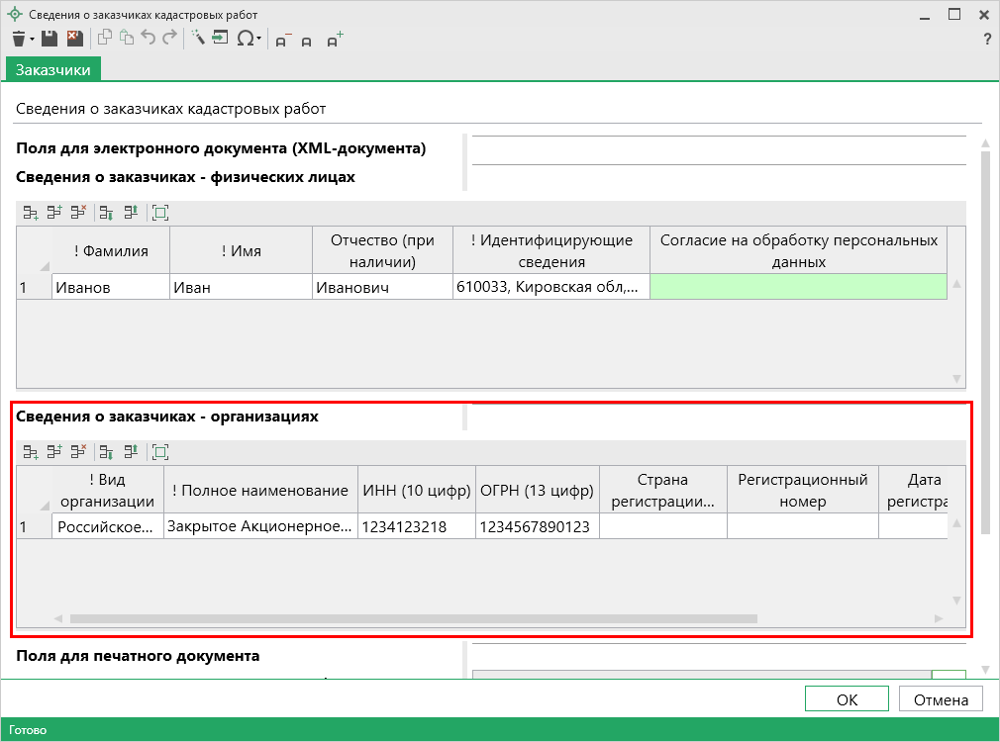 Сведения о заказчиках кадастровых работ
?
Заказчики
Сведения о заказчиках кадастровых работ
Поля для электронного документа (XML-документа)
Сведения о заказчиках - физических лицах
! Фамилия
! Имя
Отчество (при наличии)
! Идентифицирующие сведения
Согласие на обработку персональных данных
1 Иванов Иван Иванович 610033, Кировская обл,...
Сведения о заказчиках - организациях
! Вид организации
! Полное наименование
ИНН (10 цифр)
ОГРН (13 цифр)
Страна регистрации...
Регистрационный номер
Дата регистра
1 Российское... Закрытое Акционерное... 1234123218 1234567890123
Поля для печатного документа
ОК
Отмена
Готово